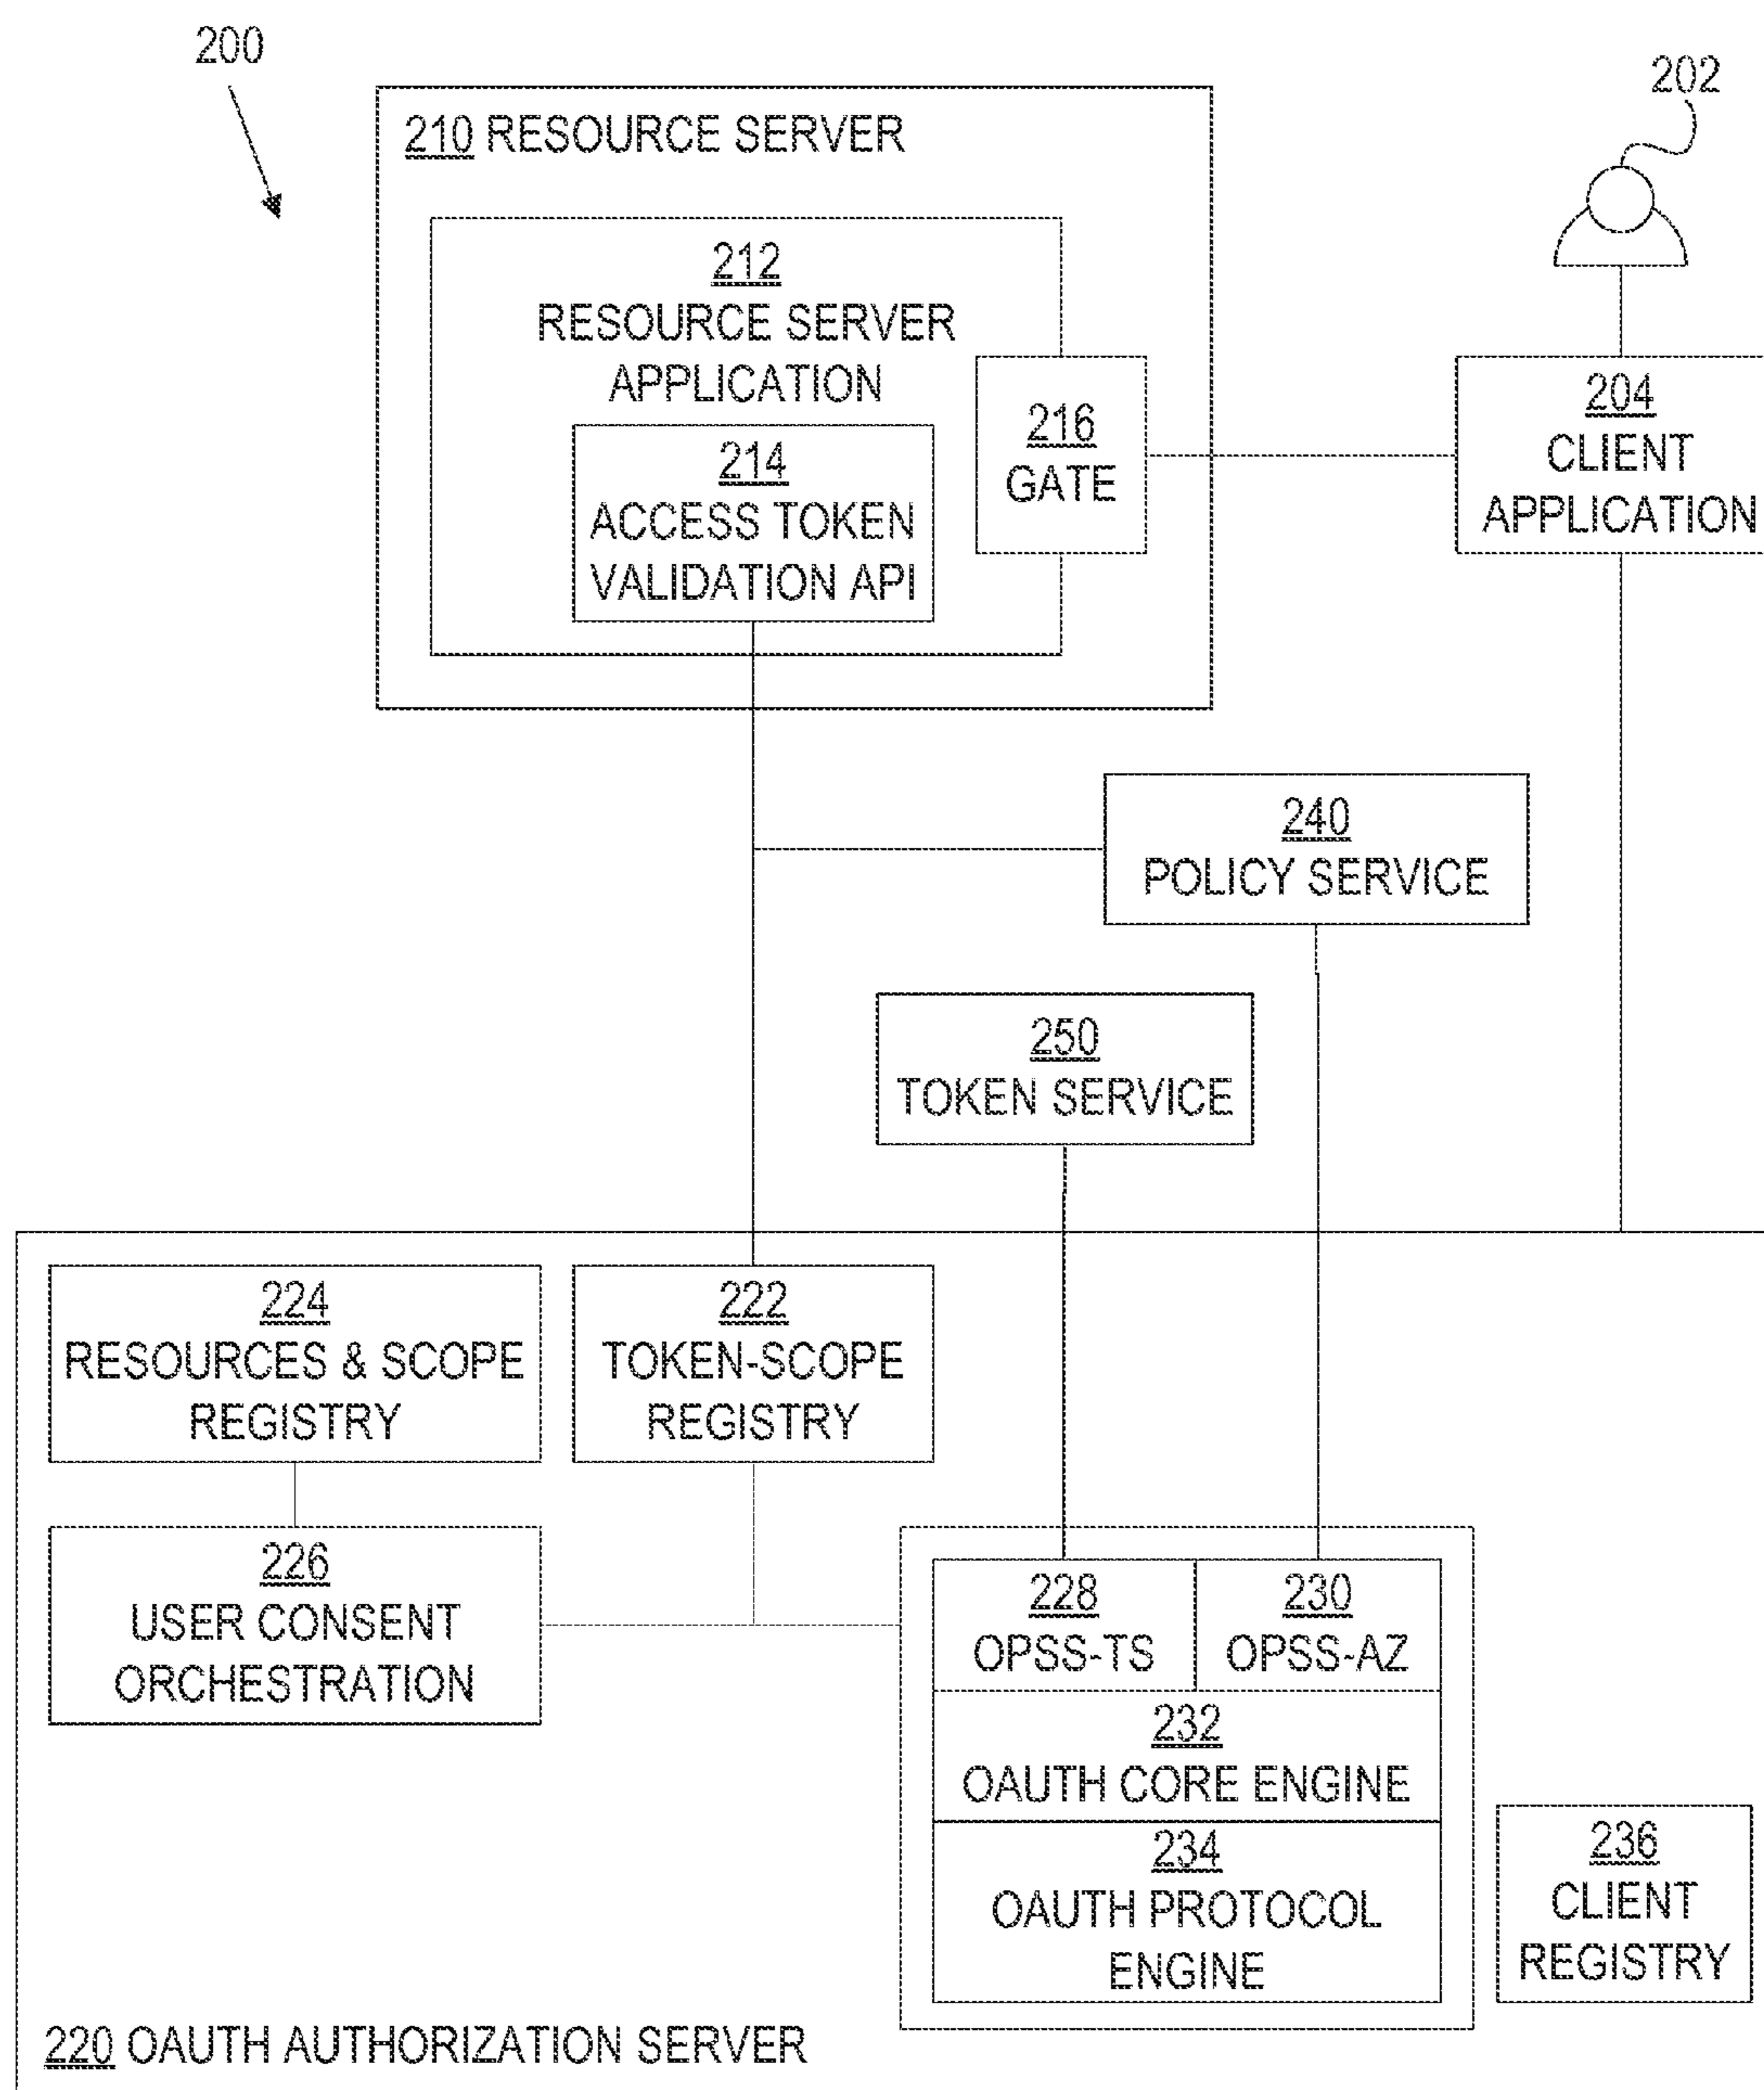 200
202
210 RESOURCE SERVER
212
RESOURCE SERVER
APPLICATION
214
ACCESS TOKEN
VALIDATION API
216
GATE
204
CLIENT
APPLICATION
240
POLICY SERVICE
250
TOKEN SERVICE
224
RESOURCES & SCOPE
REGISTRY
222
TOKEN-SCOPE
REGISTRY
226
USER CONSENT
ORCHESTRATION
228
OPSS-TS
230
OPSS-AZ
232
OAUTH CORE ENGINE
234
OAUTH PROTOCOL
ENGINE
236
CLIENT
REGISTRY
220 OAUTH AUTHORIZATION SERVER